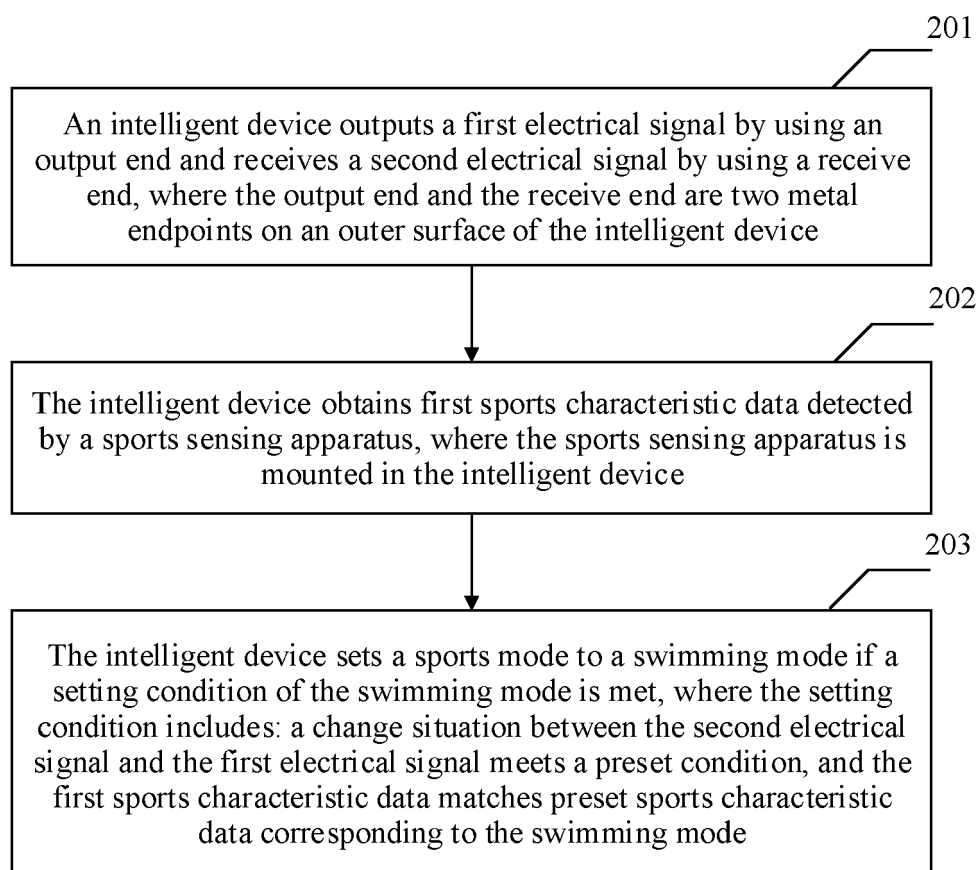 201
An intelligent device outputs a first electrical signal by using an
output end and receives a second electrical signal by using a receive
end, where the output end and the receive end are two metal
endpoints on an outer surface of the intelligent device
202
The intelligent device obtains first sports characteristic data detected
by a sports sensing apparatus, where the sports sensing apparatus is
mounted in the intelligent device
203
The intelligent device sets a sports mode to a swimming mode if a
setting condition of the swimming mode is met, where the setting
condition includes: a change situation between the second electrical
signal and the first electrical signal meets a preset condition, and the
first sports characteristic data matches preset sports characteristic
data corresponding to the swimming mode